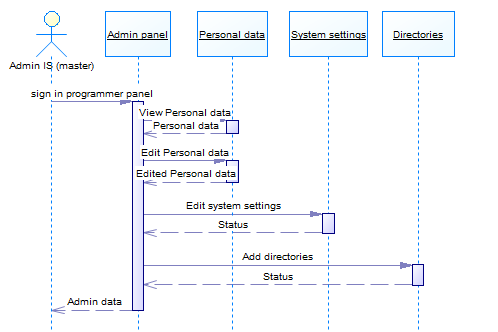 Admin panel
Personal data
System settings
Directories
Admin IS (master)
sign in programmer panel
View Personal data
Personal data
Edit Personal data
Edited Personal data
Edit system settings
Status
Add directories
Status
Admin data